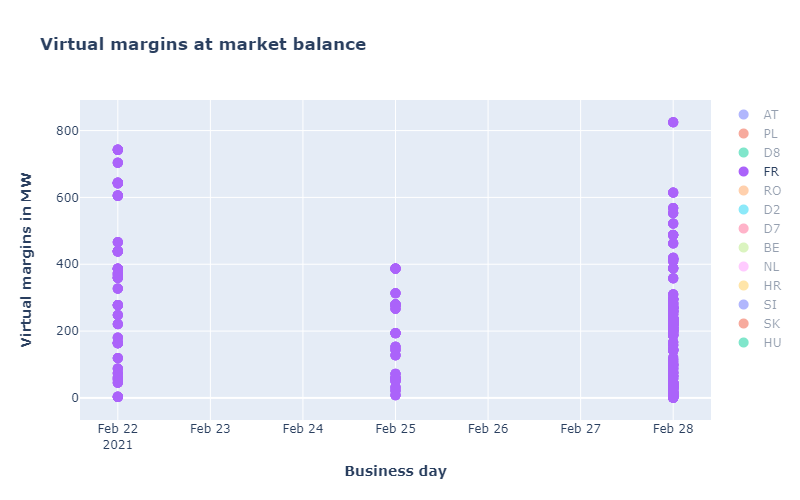 Virtual margins at market balance
Virtual margins in MW
800
600
400
200
0
Feb 22
2021
Feb 23
Feb 24
Feb 25
Feb 26
Feb 27
Feb 28
Business day
AT
PL
D8
FR
RO
D2
D7
BE
NL
HR
SI
SK
HU